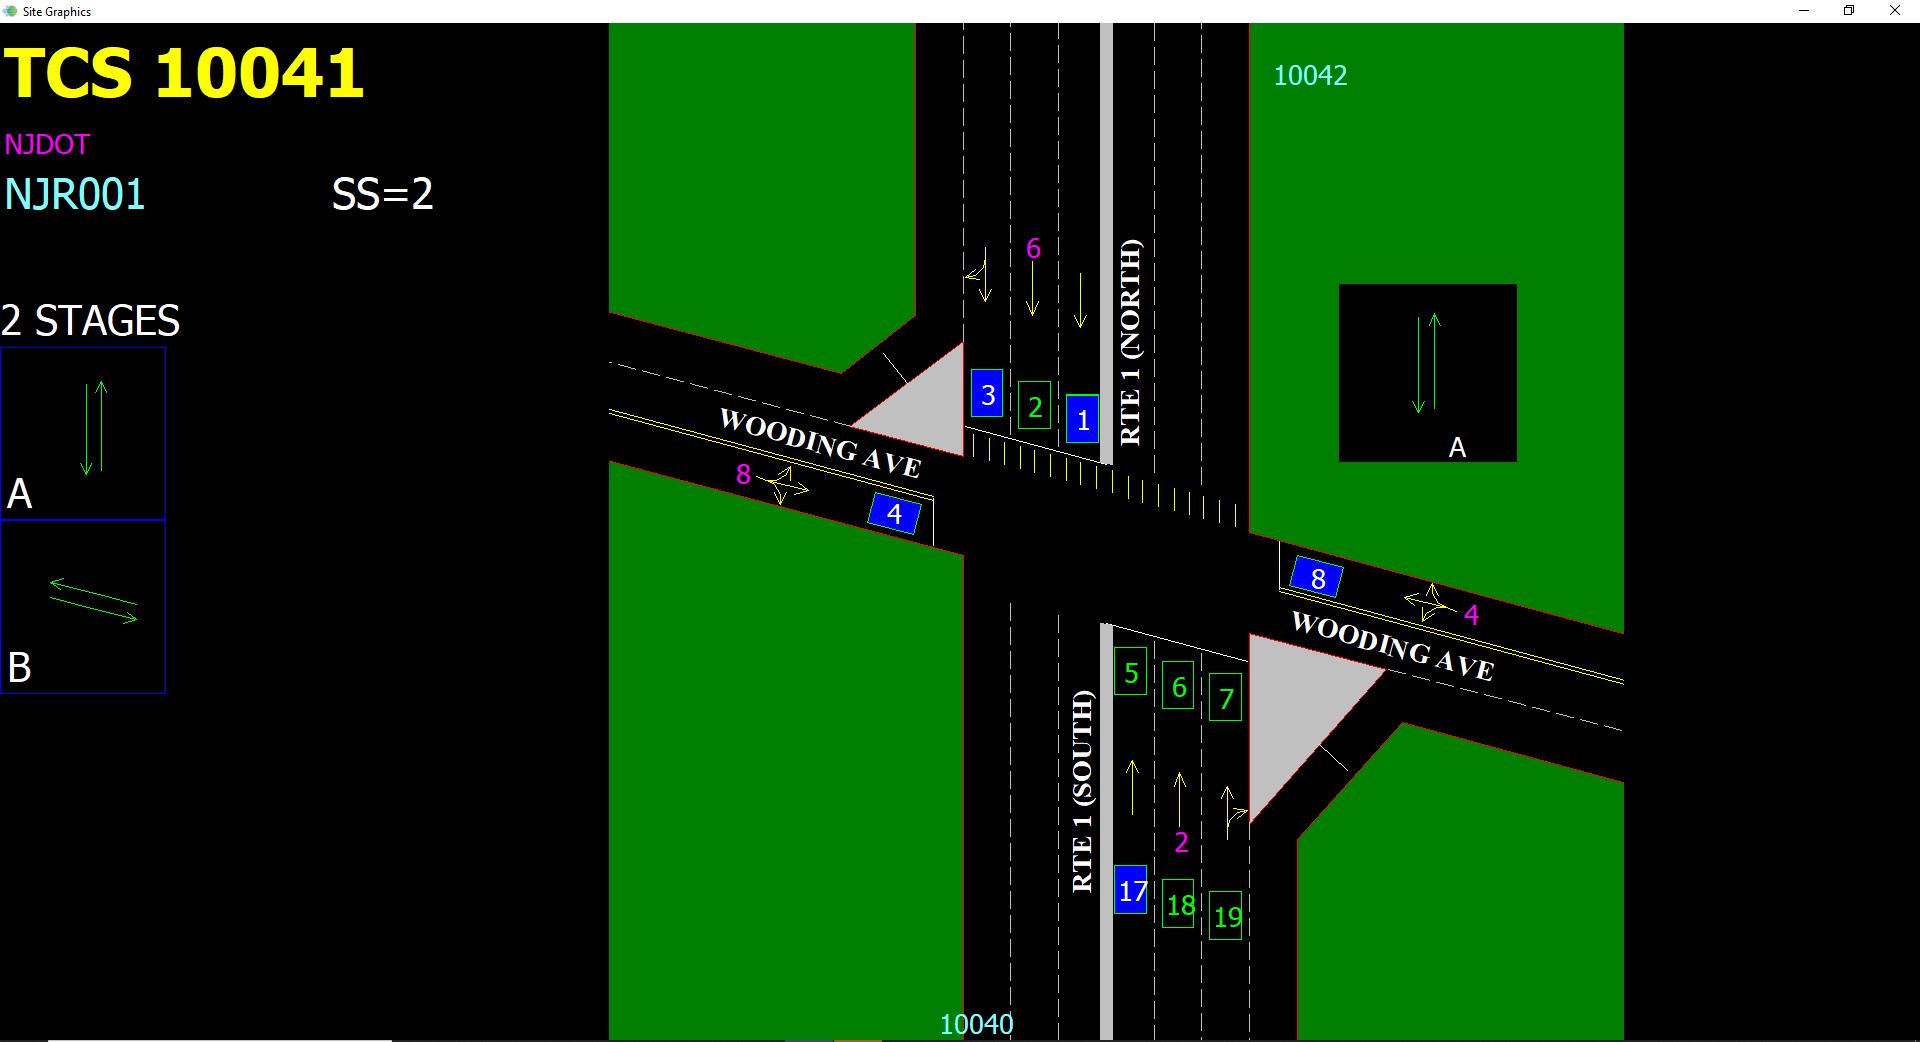 Site Graphics
TCS 10041
NJDOT
NJR001
SS=2
2 STAGES
A
B
10042
RTE 1 (NORTH)
6
3
2
1
A
WOODING AVE
8
4
8
4
WOODING AVE
5
6
7
RTE 1 (SOUTH)
2
17
18
19
10040